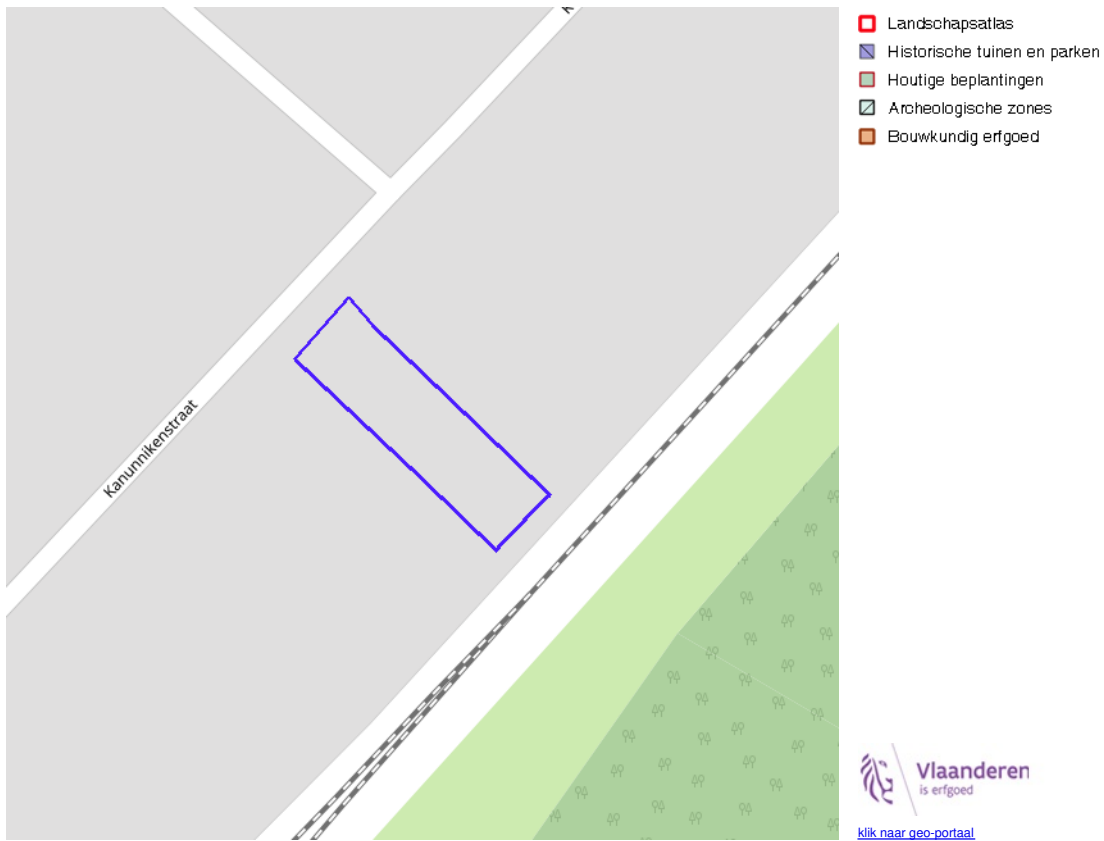 Kanunnikenstraat
Landschapsatlas
Historische tuinen en parken
Houtige beplantingen
Archeologische zones
Bouwkundig erfgoed
Vlaanderen
is erfgoed
klik naar geo-portaal